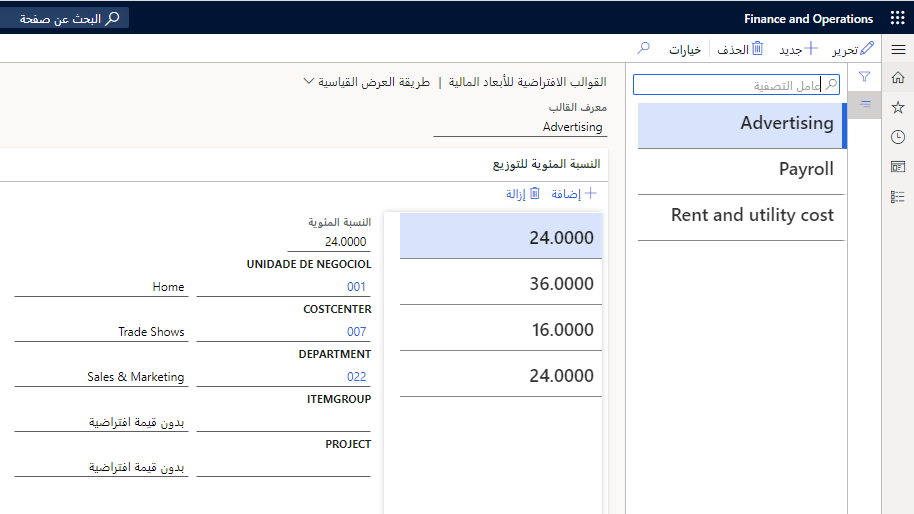 Finance and Operations
البحث عن صفحة
تحرير
جديد
الحذف
خيارات
عامل التصفية
Advertising
Payroll
Rent and utility cost
القوالب الافتراضية للأبعاد المالية | طريقة العرض القياسية
معرف القالب
Advertising
النسبة المئوية للتوزيع
إضافة
إزالة
24.0000
36.0000
16.0000
24.0000
النسبة المئوية
24.0000
UNIDADE DE NEGOCIOL
001
Home
COSTCENTER
007
Trade Shows
DEPARTMENT
022
Sales & Marketing
ITEMGROUP
بدون قيمة افتراضية
PROJECT
بدون قيمة افتراضية